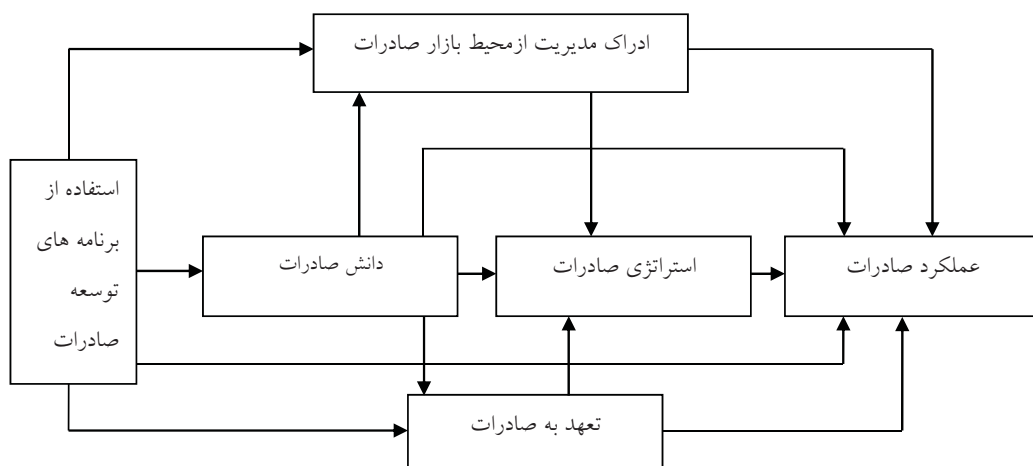 ادراک مدیریت ازمحیط بازار صادرات
استفاده از
برنامه های
توسعه
صادرات
دانش صادرات
استراتژی صادرات
عملکرد صادرات
تعهد به صادرات